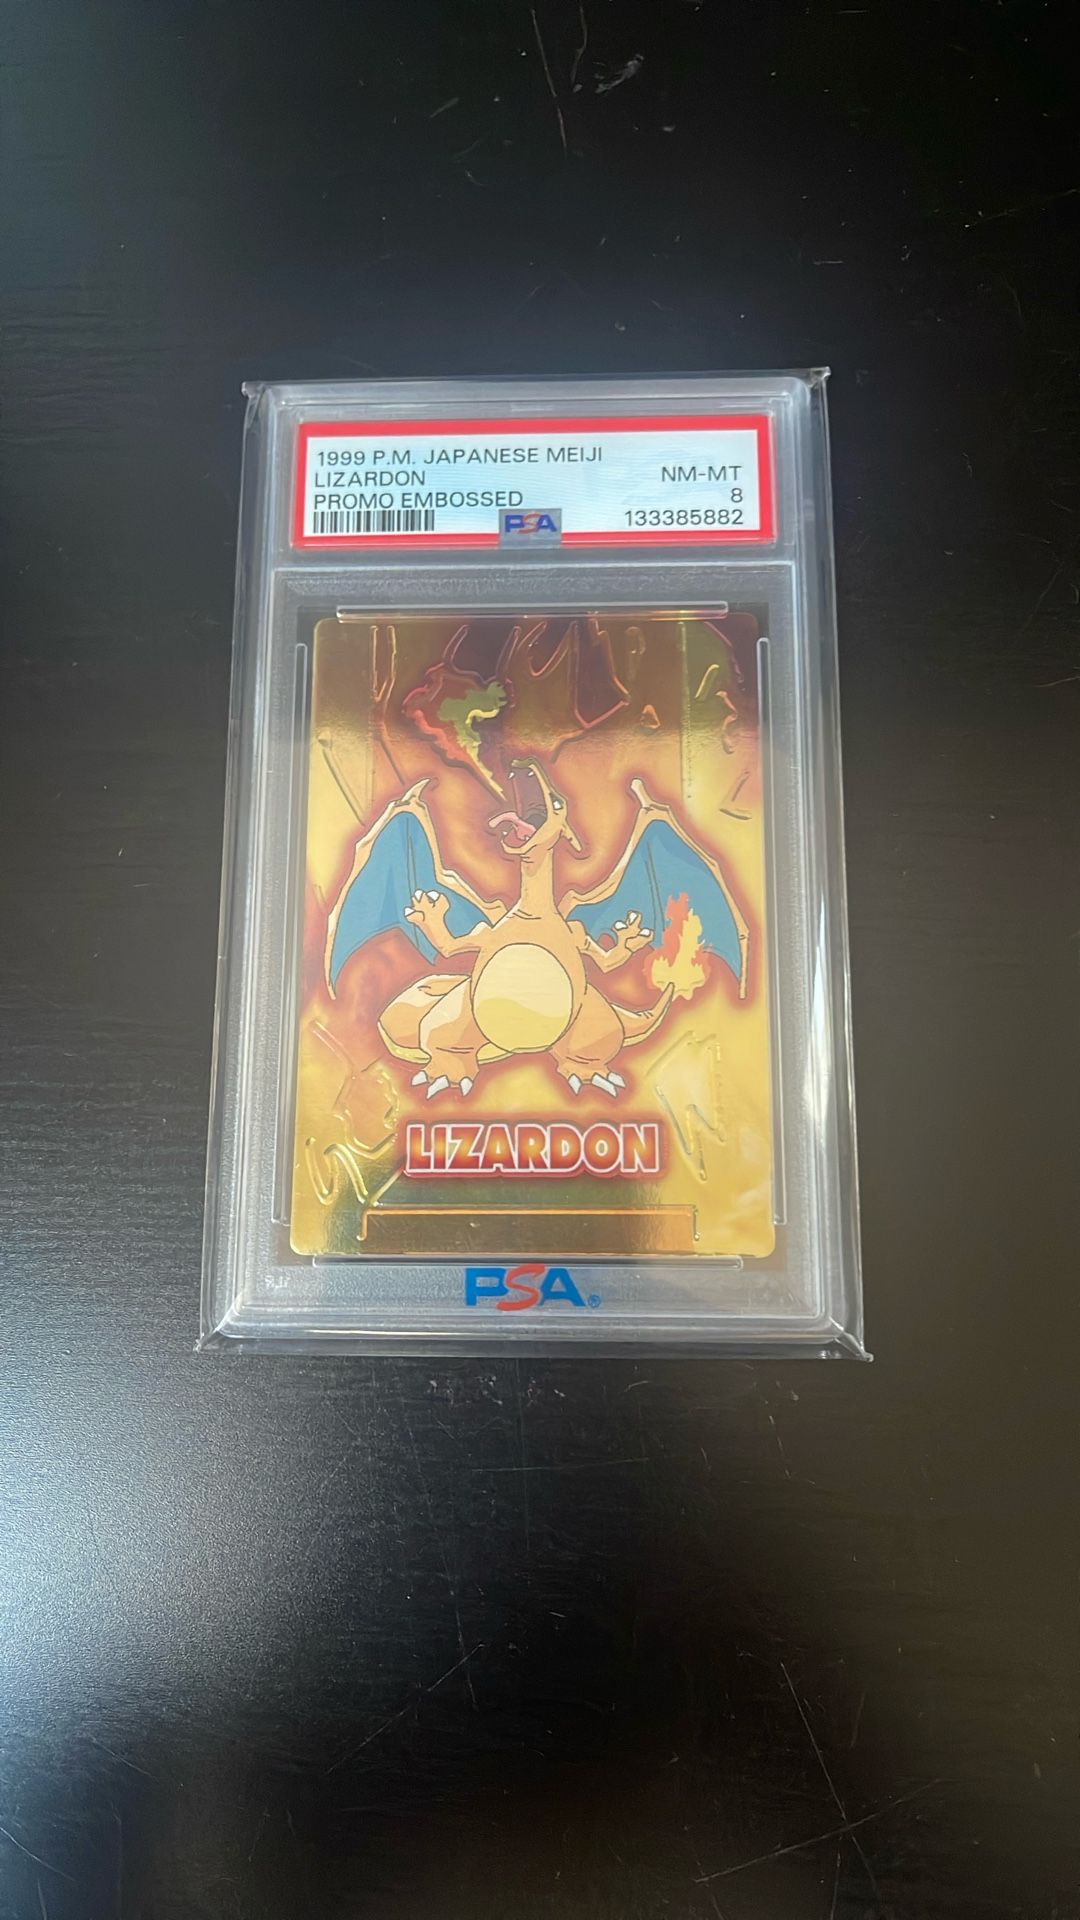 1999 P.M. JAPANESE MEIJI
LIZARDON NM-MT
PROMO EMBOSSED 8
PSA 133385882
LIZARDON
PSA®